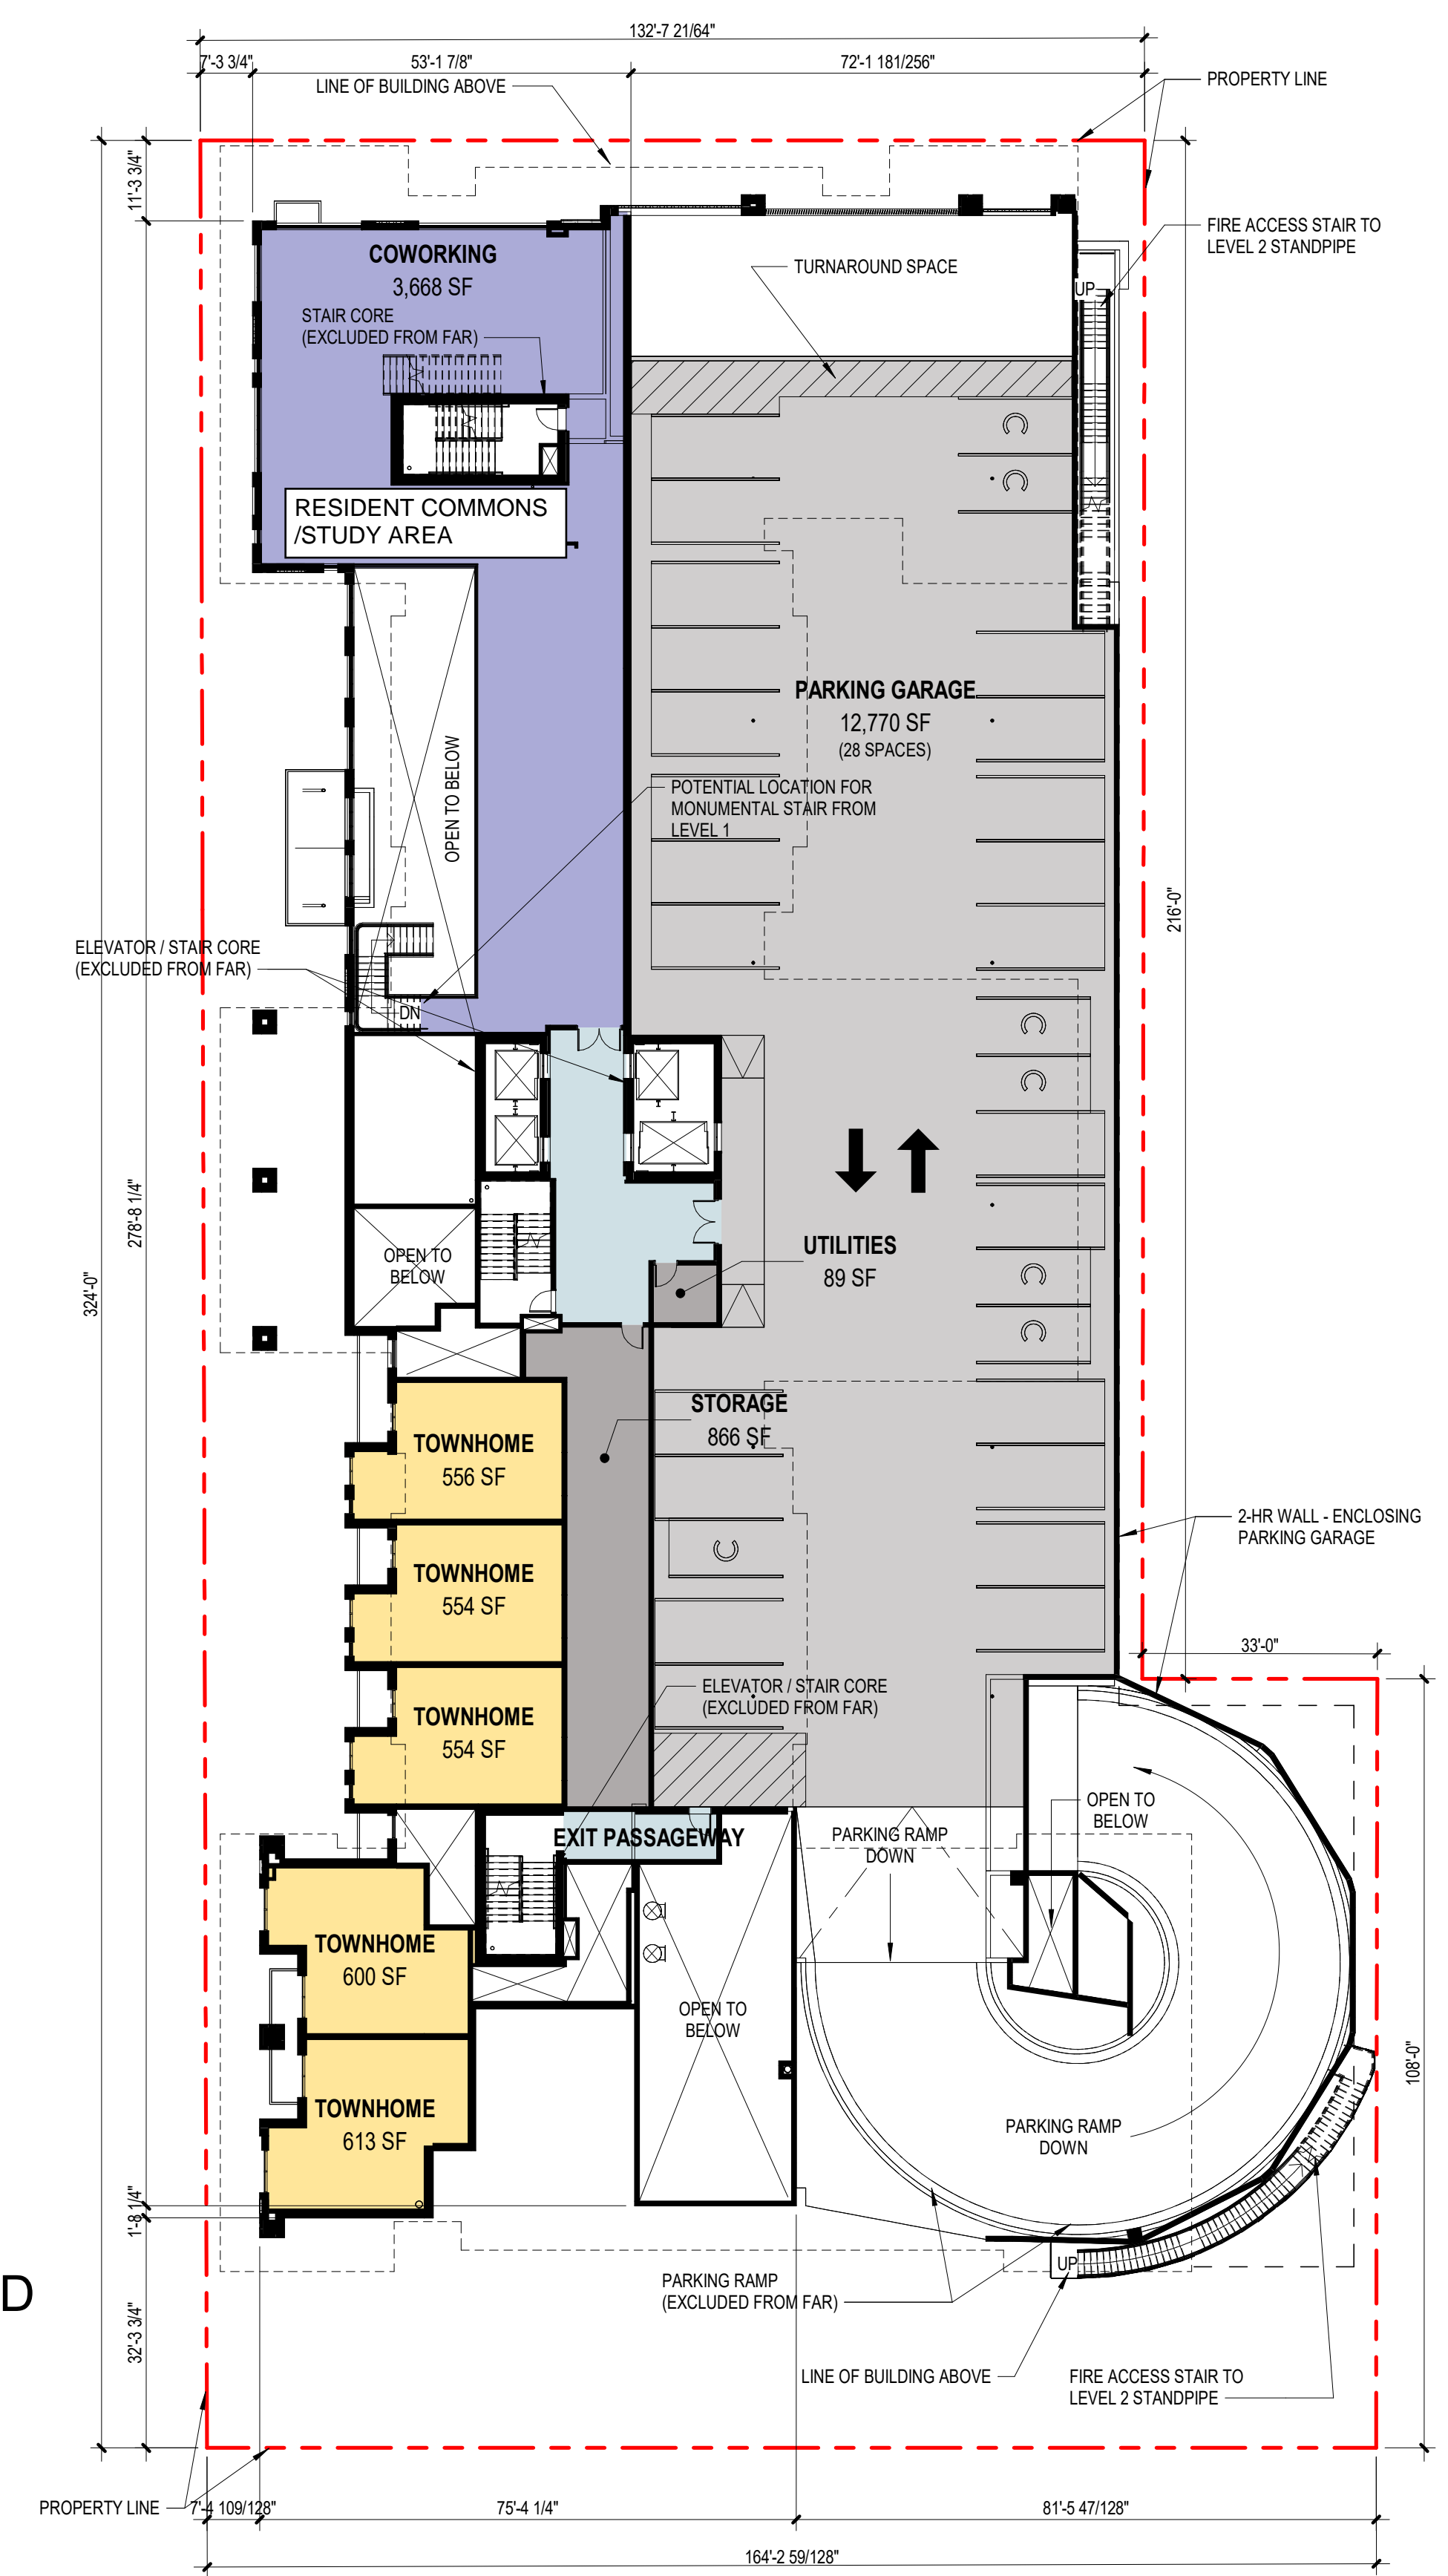 132'-7 21/64"
7'-3 3/4"
53'-1 7/8"
72'-1 181/256"
LINE OF BUILDING ABOVE
PROPERTY LINE
11'-3 3/4"
COWORKING
3,668 SF
STAIR CORE
(EXCLUDED FROM FAR)
TURNAROUND SPACE
FIRE ACCESS STAIR TO
LEVEL 2 STANDPIPE
UP
RESIDENT COMMONS
/STUDY AREA
PARKING GARAGE
12,770 SF
(28 SPACES)
OPEN TO BELOW
POTENTIAL LOCATION FOR
MONUMENTAL STAIR FROM
LEVEL 1
216'-0"
ELEVATOR / STAIR CORE
(EXCLUDED FROM FAR)
DN
278'-8 1/4"
324'-0"
OPEN TO
BELOW
UTILITIES
89 SF
STORAGE
866 SF
TOWNHOME
556 SF
TOWNHOME
554 SF
2-HR WALL - ENCLOSING
PARKING GARAGE
33'-0"
TOWNHOME
554 SF
ELEVATOR / STAIR CORE
(EXCLUDED FROM FAR)
OPEN TO
BELOW
EXIT PASSAGEWAY
PARKING RAMP
DOWN
TOWNHOME
600 SF
OPEN TO
BELOW
108'-0"
TOWNHOME
613 SF
PARKING RAMP
DOWN
1'-8 1/4"
UP
D
PARKING RAMP
(EXCLUDED FROM FAR)
32'-3 3/4"
LINE OF BUILDING ABOVE
FIRE ACCESS STAIR TO
LEVEL 2 STANDPIPE
PROPERTY LINE
7'-4 109/128"
75'-4 1/4"
81'-5 47/128"
164'-2 59/128"